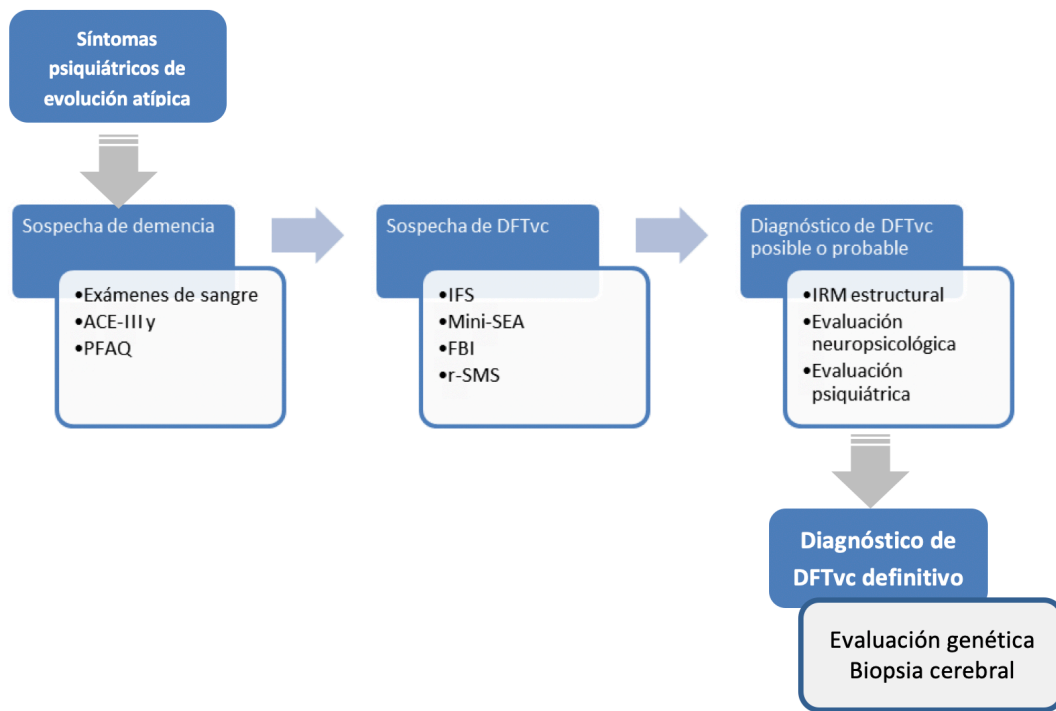 Síntomas
psiquiátricos de
evolución atípica
Sospecha de demencia
•Exámenes de sangre
•ACE-III y
•PFAQ
Sospecha de DFTvc
•IFS
•Mini-SEA
•FBI
•r-SMS
Diagnóstico de DFTvc
posible o probable
•IRM estructural
•Evaluación
neuropsicológica
•Evaluación
psiquiátrica
Diagnóstico de
DFTvc definitivo
Evaluación genética
Biopsia cerebral